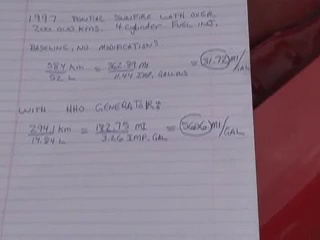 1997 PONTIAC SUNFIRE WITH OVER
200 000 KMS. 4 cylinder FUEL INJ.
BASELINE, NO MODIFICATIONS
584 km = 362.89 MI = 31.72 MI/GAL
52 L 11.44 IMP. GALLONS
WITH HHO GENERATOR:
294.1 km = 182.75 MI = 56.06 MI/GAL
14.84 L 3.26 IMP. GAL